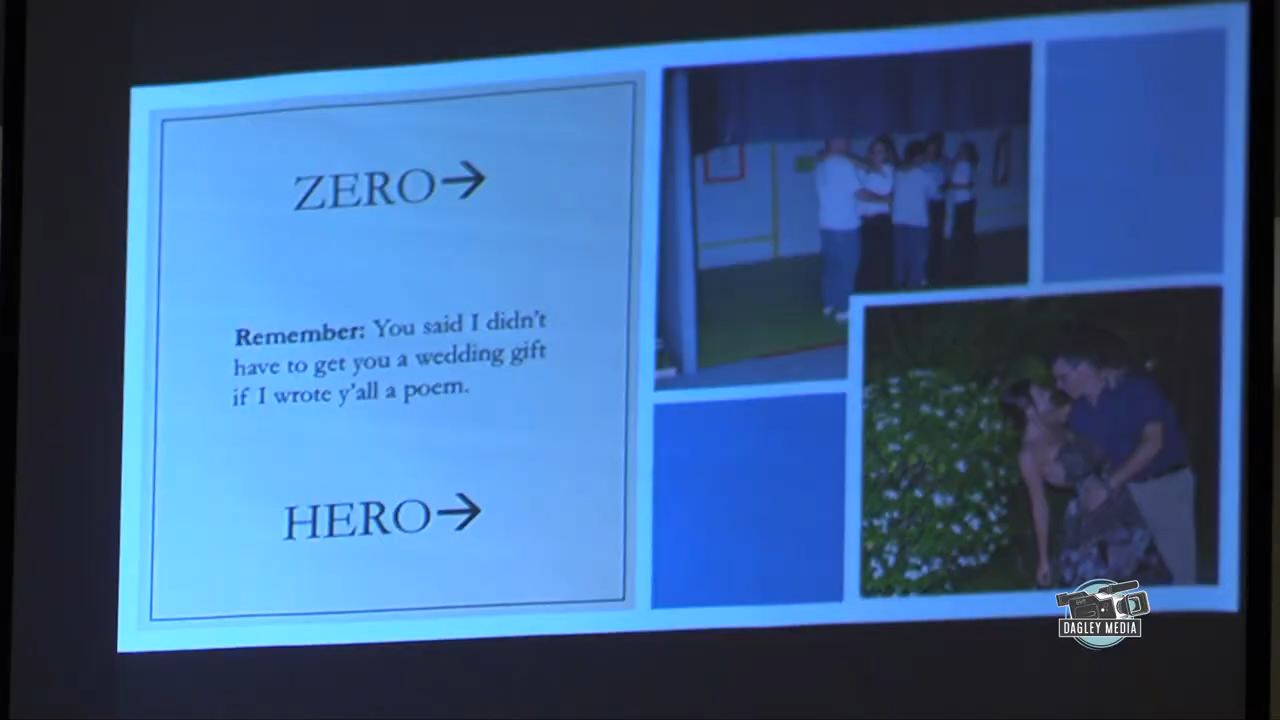 ZERO→
Remember: You said I didn't
have to get you a wedding gift
if I wrote y'all a poem.
HERO→
DAGLEY MEDIA